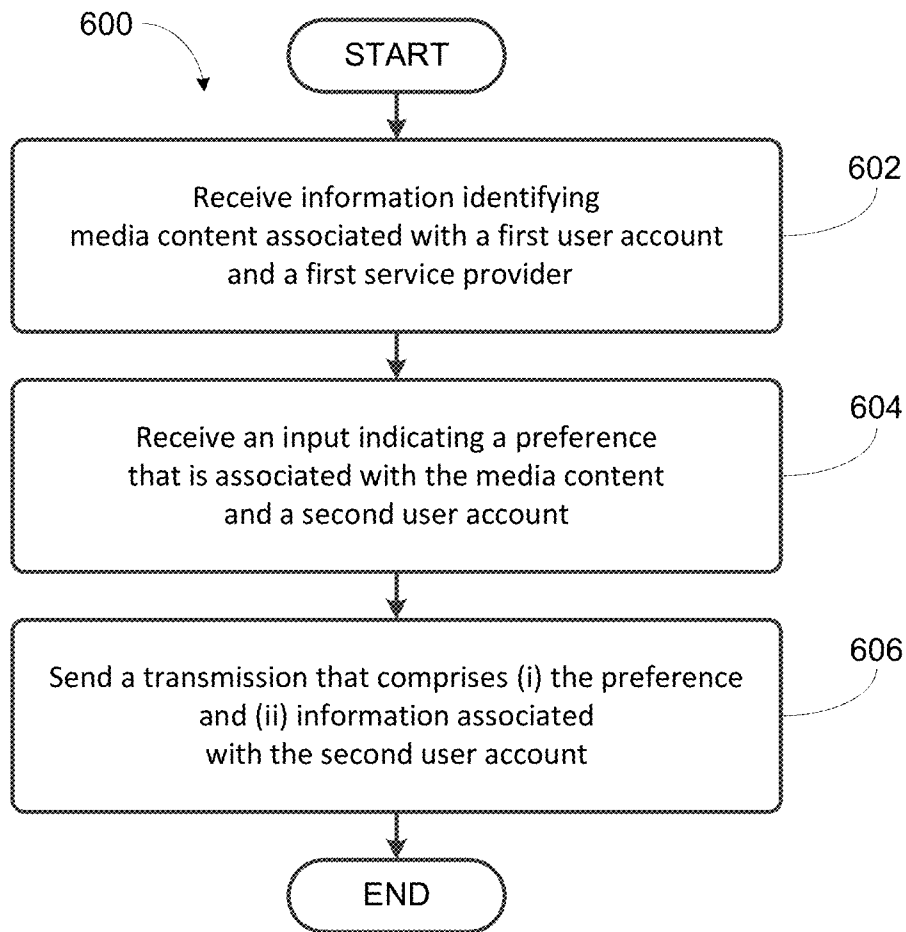 600
START
602
Receive information identifying
media content associated with a first user account
and a first service provider
604
Receive an input indicating a preference
that is associated with the media content
and a second user account
606
Send a transmission that comprises (i) the preference
and (ii) information associated
with the second user account
END